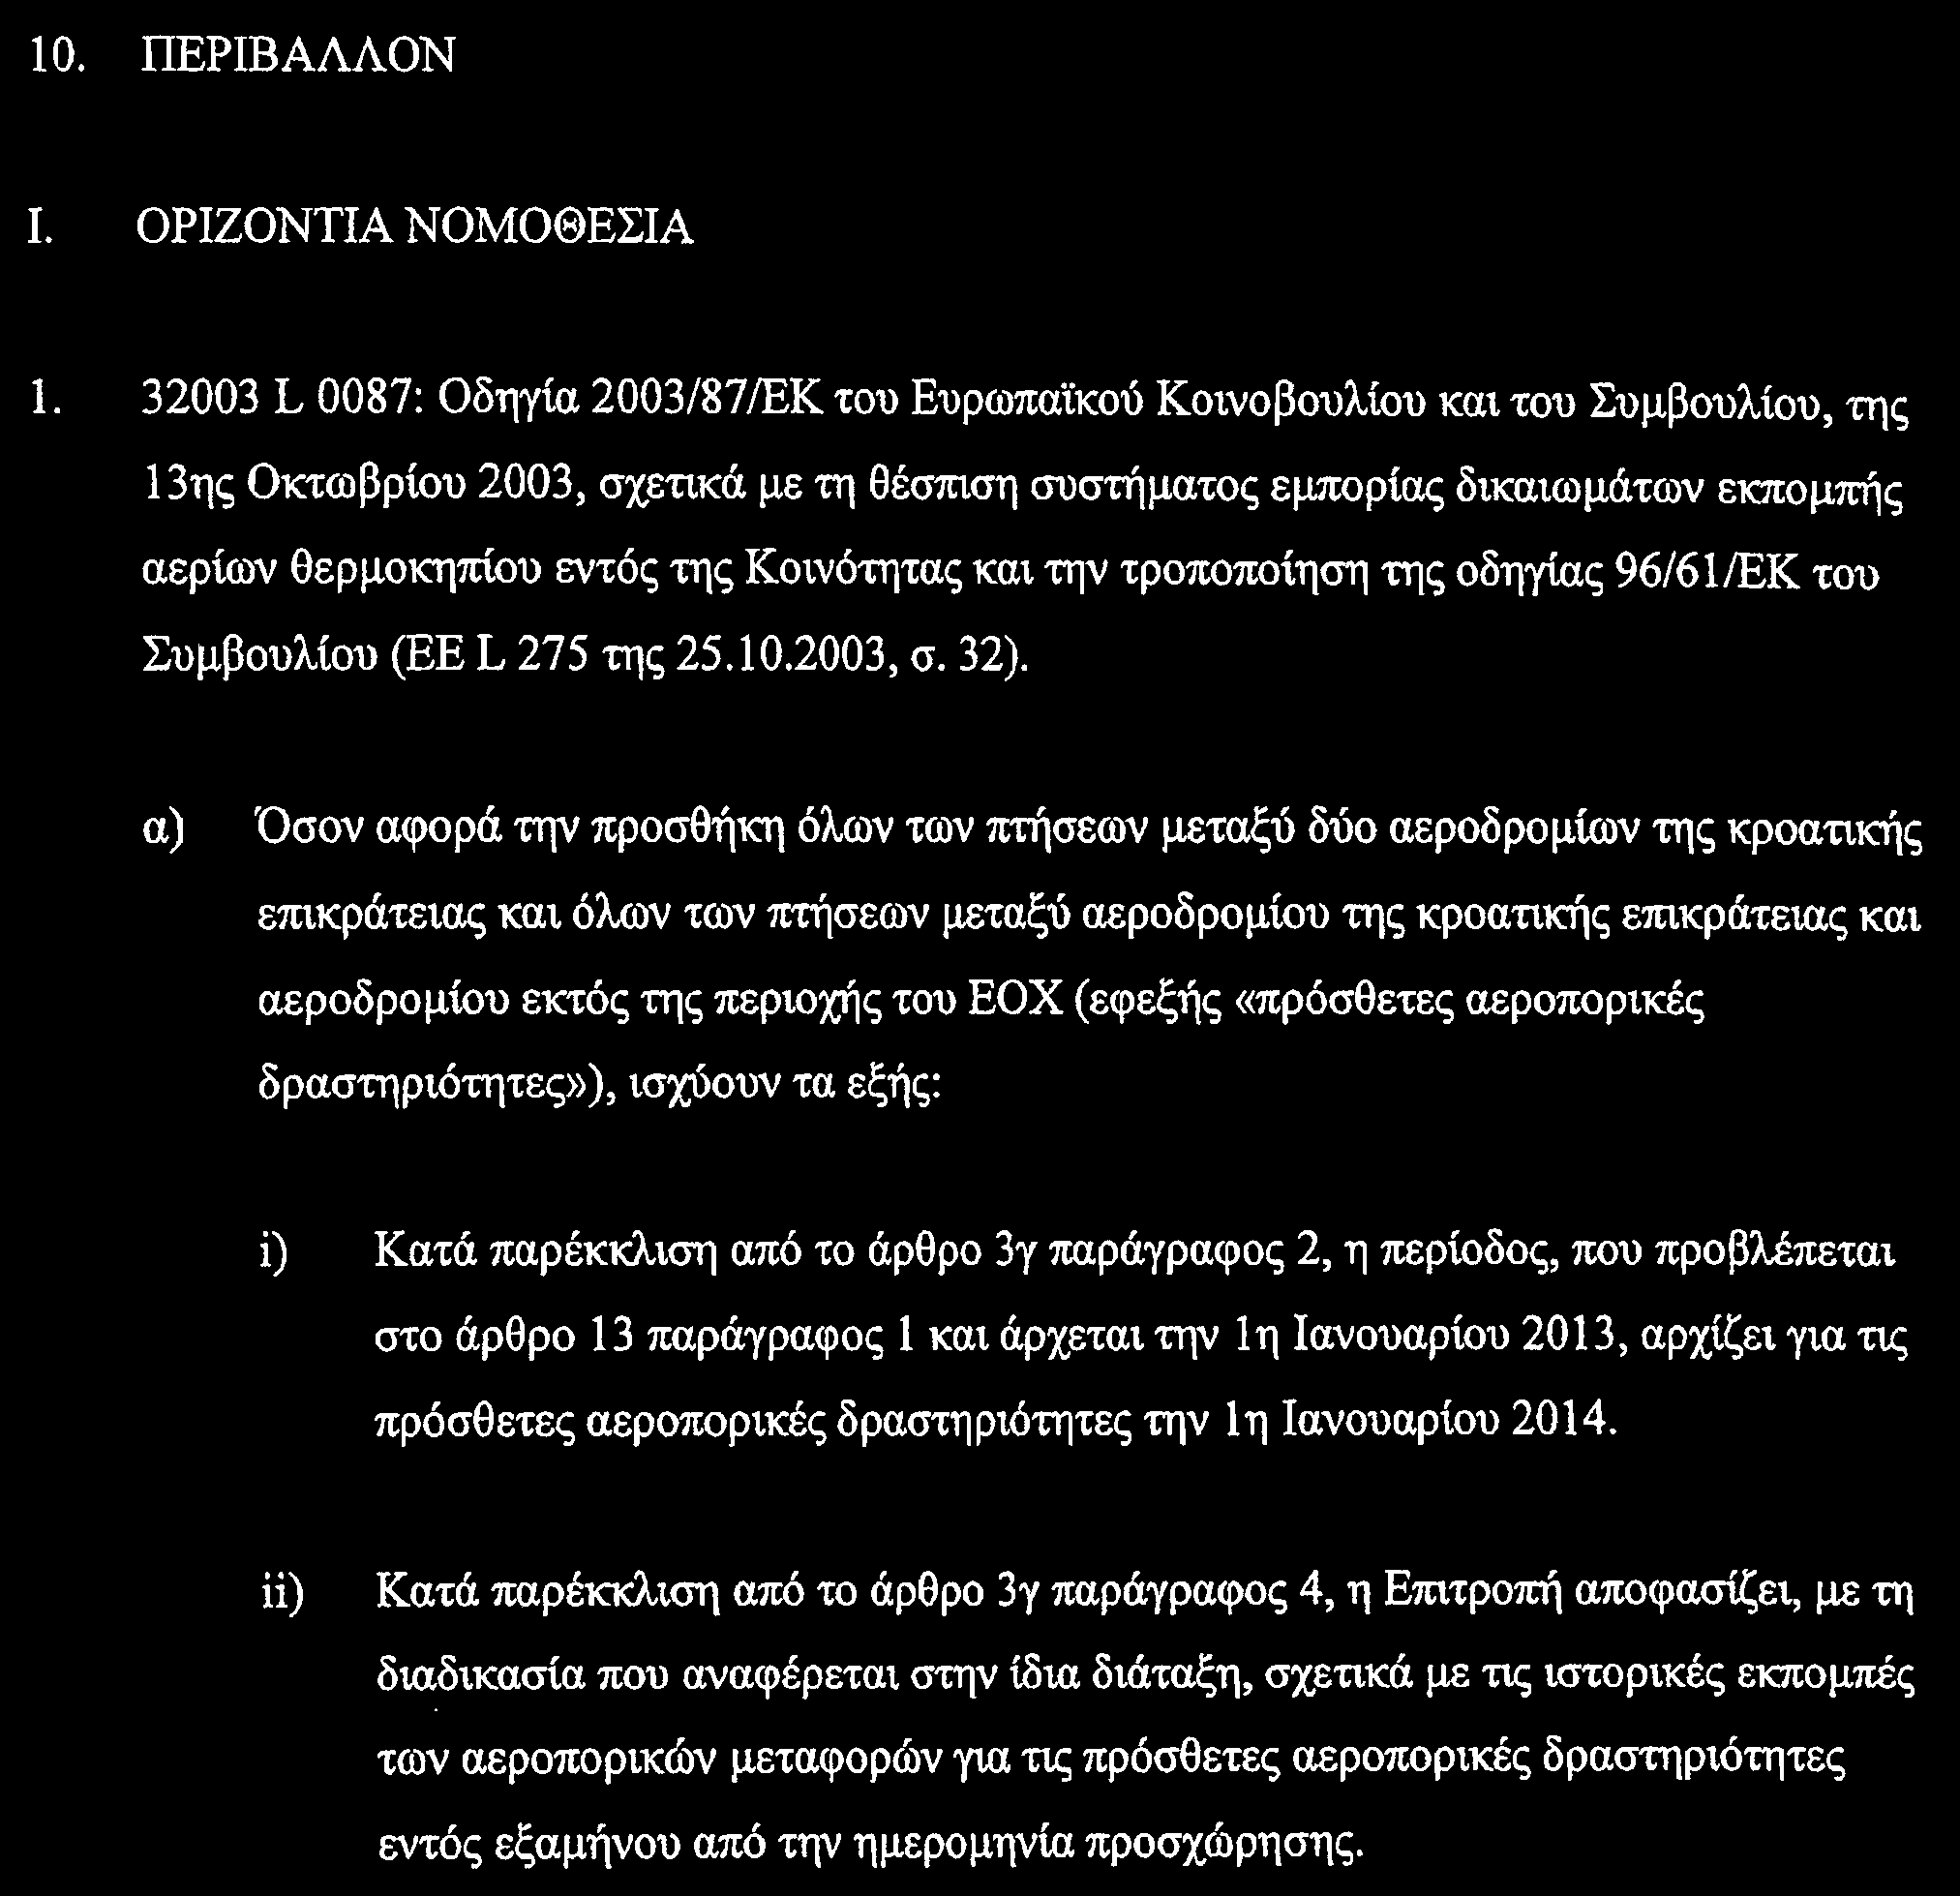 10. ΠΕΡΙΒΑΛΛΟΝ
I. ΟΡΙΖΟΝΤΙΑ ΝΟΜΟΘΕΣΙΑ
1. 32003 L 0087: Οδηγία 2003/87/ΕΚ του Ευρωπαϊκού Κοινοβουλίου και του Συμβουλίου, της
13ης Οκτωβρίου 2003, σχετικά με τη θέσπιση συστήματος εμπορίας δικαιωμάτων εκπομπής
αερίων θερμοκηπίου εντός της Κοινότητας και την τροποποίηση της οδηγίας 96/61/ΕΚ του
Συμβουλίου (ΕΕ L 275 της 25.10.2003, σ. 32).
α) Όσον αφορά την προσθήκη όλων των πτήσεων μεταξύ δύο αεροδρομίων της κροατικής
επικράτειας και όλων των πτήσεων μεταξύ αεροδρομίου της κροατικής επικράτειας και
αεροδρομίου εκτός της περιοχής του ΕΟΧ (εφεξής «πρόσθετες αεροπορικές
δραστηριότητες»), ισχύουν τα εξής:
i) Κατά παρέκκλιση από το άρθρο 3γ παράγραφος 2, η περίοδος, που προβλέπεται
στο άρθρο 13 παράγραφος 1 και άρχεται την 1η Ιανουαρίου 2013, αρχίζει για τις
πρόσθετες αεροπορικές δραστηριότητες την 1η Ιανουαρίου 2014.
ii) Κατά παρέκκλιση από το άρθρο 3γ παράγραφος 4, η Επιτροπή αποφασίζει, με τη
διαδικασία που αναφέρεται στην ίδια διάταξη, σχετικά με τις ιστορικές εκπομπές
των αεροπορικών μεταφορών για τις πρόσθετες αεροπορικές δραστηριότητες
εντός εξαμήνου από την ημερομηνία προσχώρησης.